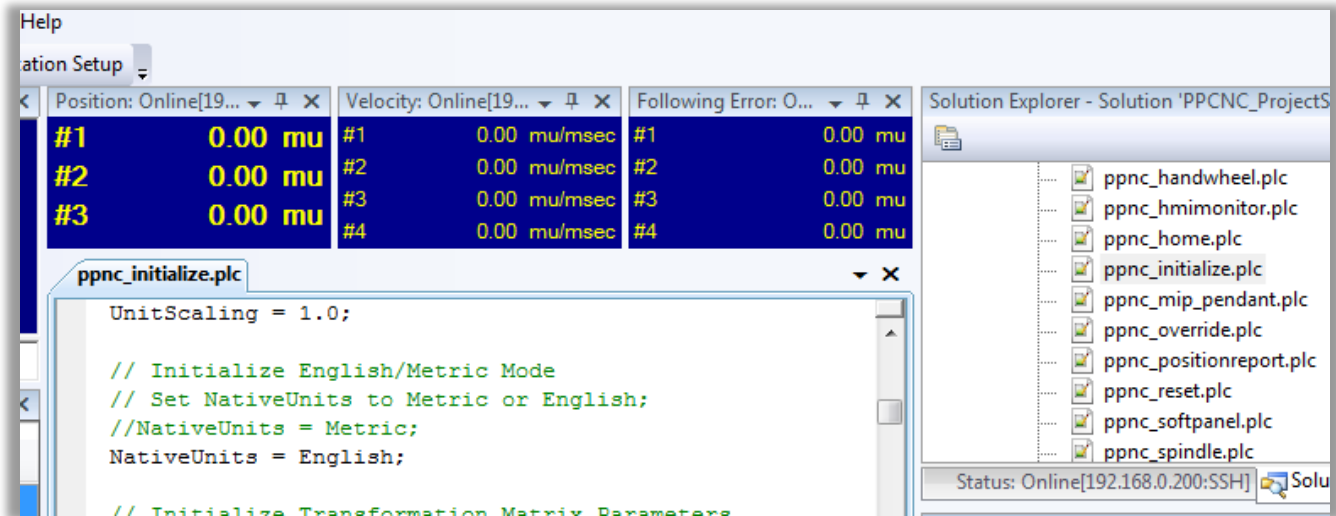 Help
ation Setup
Position: Online[19...
#1 0.00 mu
#2 0.00 mu
#3 0.00 mu
Velocity: Online[19...
#1 0.00 mu/msec
#2 0.00 mu/msec
#3 0.00 mu/msec
#4 0.00 mu/msec
Following Error: O...
#1 0.00 mu
#2 0.00 mu
#3 0.00 mu
#4 0.00 mu
ppnc_initialize.plc
UnitScaling = 1.0;
// Initialize English/Metric Mode
// Set NativeUnits to Metric or English;
//NativeUnits = Metric;
NativeUnits = English;
// Initialize Transformation Matrix Parameters
Solution Explorer - Solution 'PPCNC_ProjectS
ppnc_handwheel.plc
ppnc_hmimonitor.plc
ppnc_home.plc
ppnc_initialize.plc
ppnc_mip_pendant.plc
ppnc_override.plc
ppnc_positionreport.plc
ppnc_reset.plc
ppnc_softpanel.plc
ppnc_spindle.plc
Status: Online[192.168.0.200:SSH]
Solu